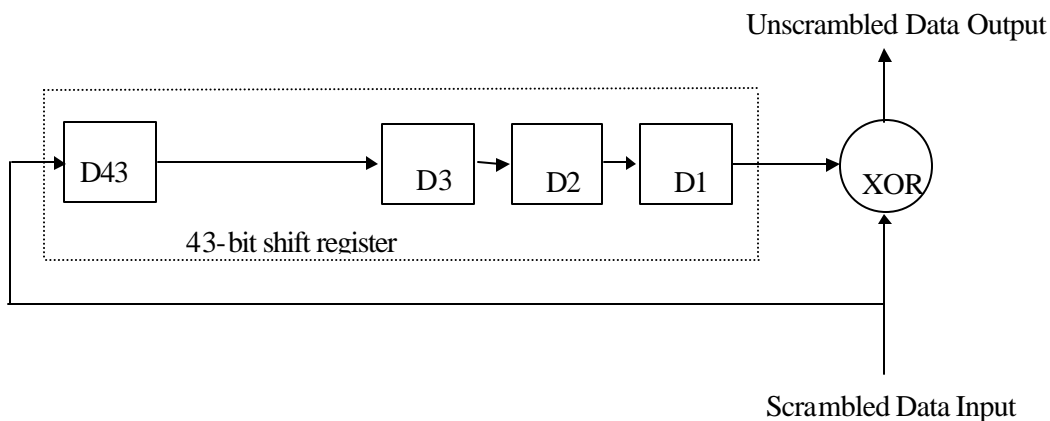 Unscrambled Data Output
D43
D3
D2
D1
XOR
43-bit shift register
Scrambled Data Input